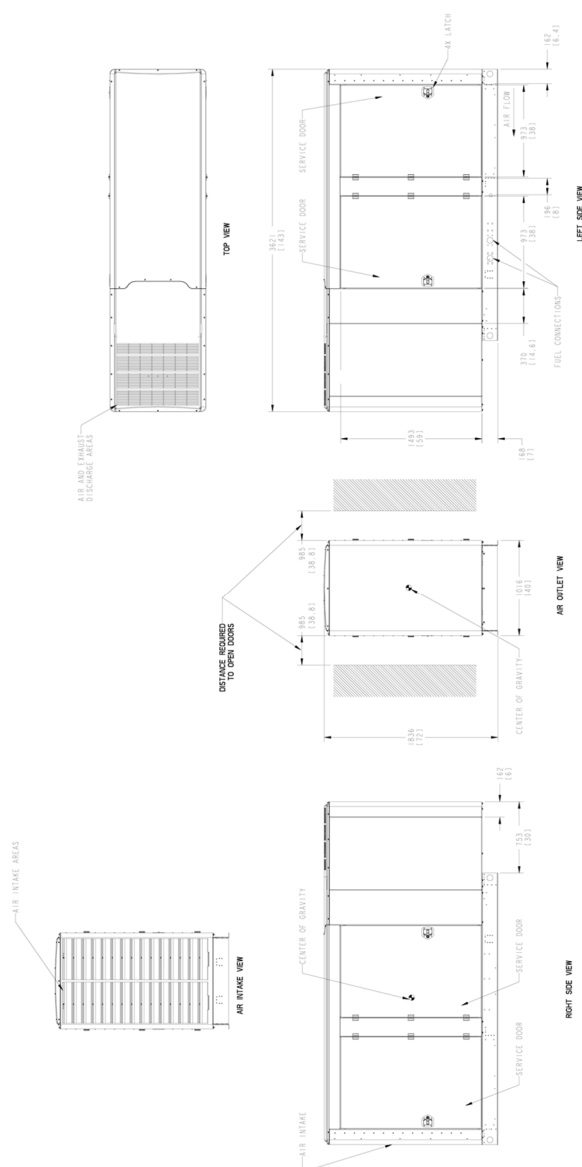 AIR AND EXHAUST
DISCHARGE AREAS
TOP VIEW
3621
[143]
SERVICE DOOR
SERVICE DOOR
4X LATCH
162
[6.4]
AIR FLOW
973
[38]
196
[8]
973
[38]
370
[14.6]
FUEL CONNECTIONS
1493
[59]
168
[7]
LEFT SIDE VIEW
DISTANCE REQUIRED
TO OPEN DOORS
985
[38.8]
985
[38.8]
1016
[40]
1836
[72]
CENTER OF GRAVITY
AIR OUTLET VIEW
AIR INTAKE AREAS
AIR INTAKE VIEW
CENTER OF GRAVITY
162
[6]
753
[30]
SERVICE DOOR
SERVICE DOOR
AIR INTAKE
RIGHT SIDE VIEW